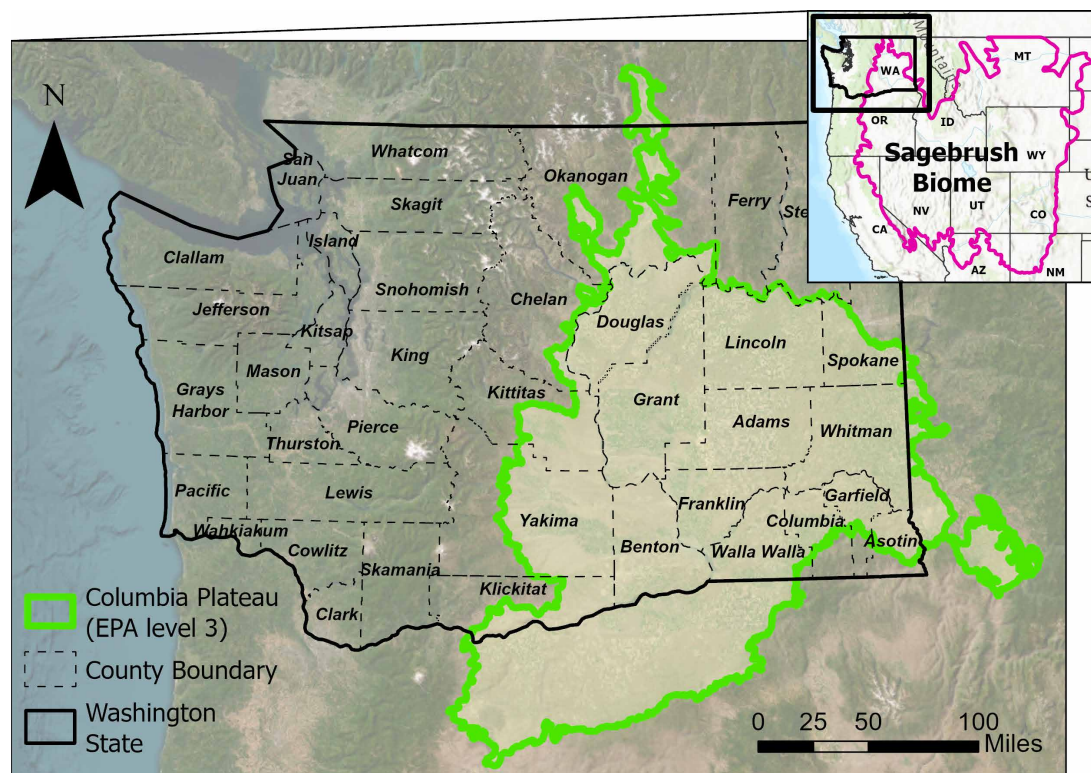 N
San
Juan
Whatcom
Okanogan
Ferry
Ste
Skagit
Island
Clallam
Snohomish
Chelan
Jefferson
Kitsap
Douglas
Lincoln
King
Mason
Spokane
Kittitas
Grays
Harbor
Grant
Pierce
Adams
Whitman
Thurston
Pacific
Lewis
Franklin
Garfield
Wahkiakum
Yakima
Columbia
Cowlitz
Benton
Walla Walla
Asotin
Skamania
Klickitat
Clark
Columbia Plateau
(EPA level 3)
County Boundary
Washington
State
0 25 50 100
Miles
Mountains
WA
MT
OR
ID
Sagebrush
Biome
WY
U
S
NV
UT
CO
CA
AZ
NM